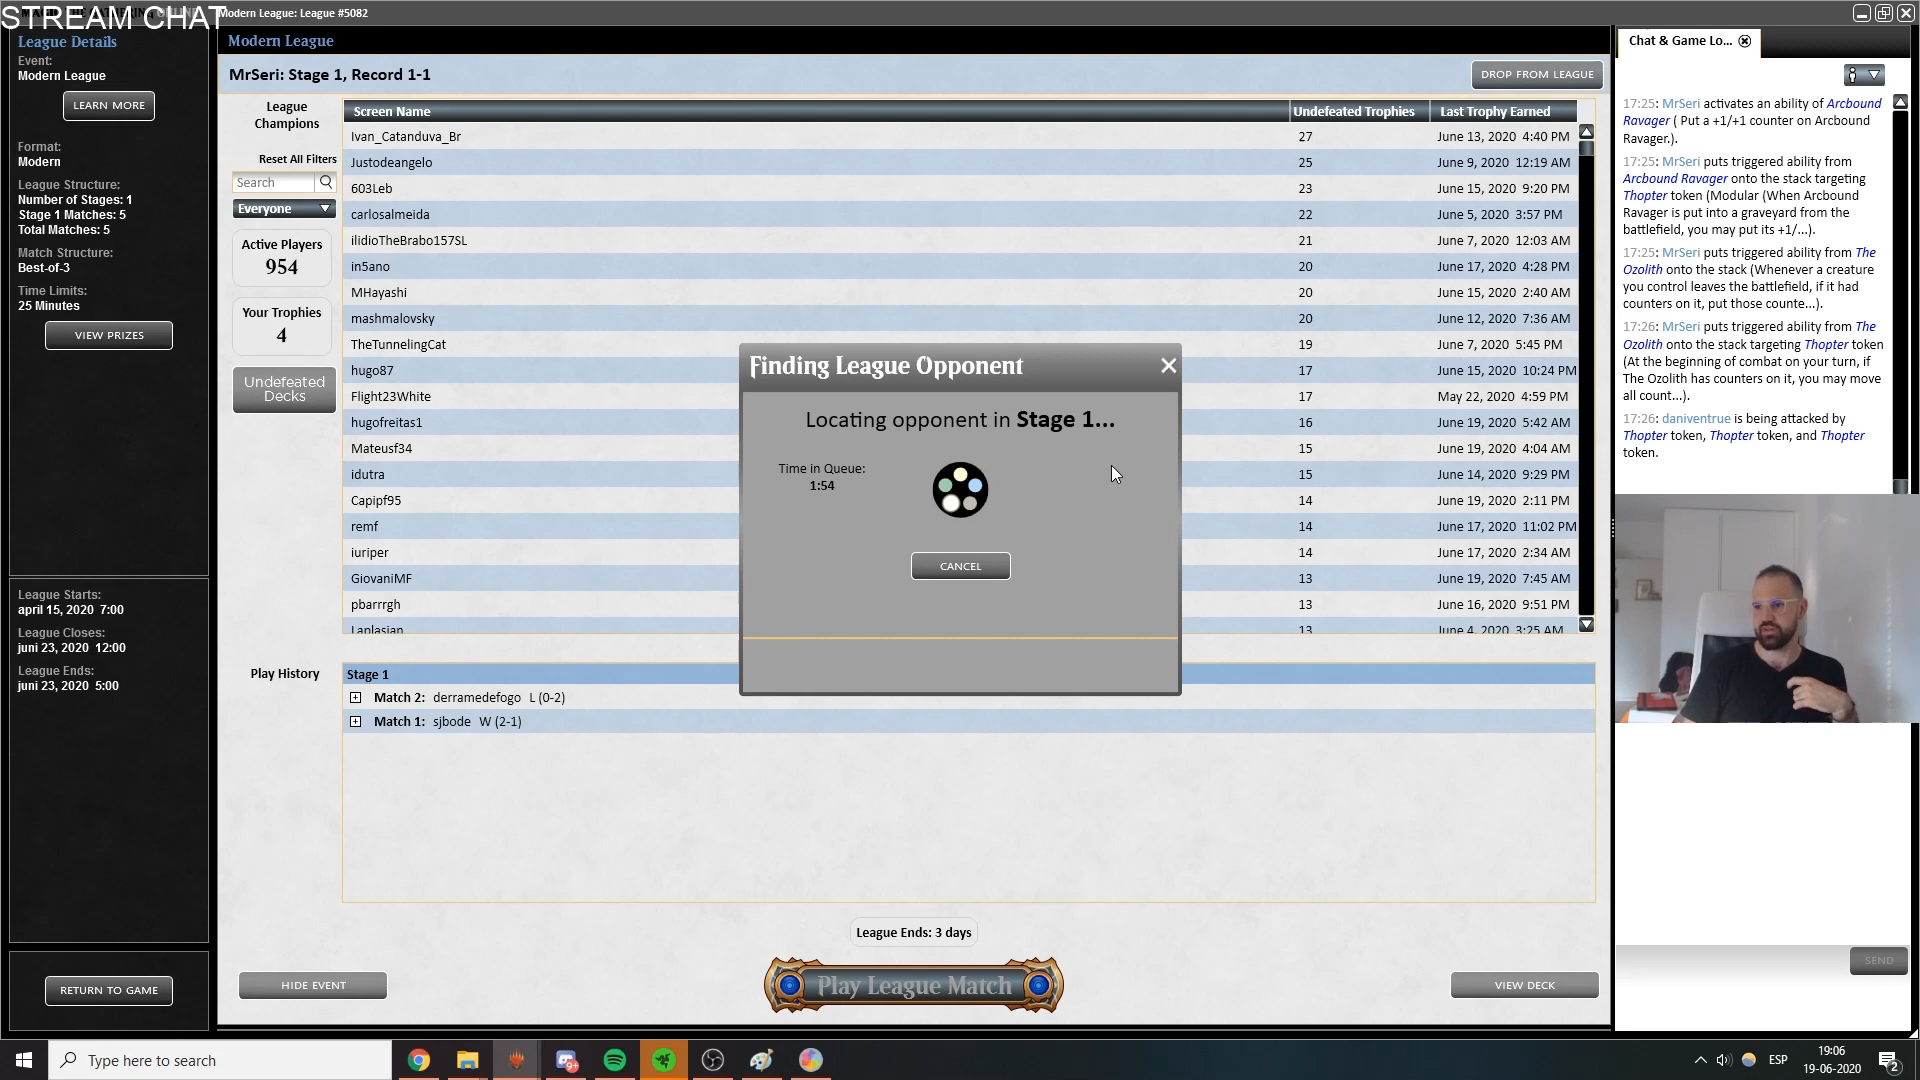 STREAM CHAT
Modern League: League #5082
League Details
Event:
Modern League
LEARN MORE
Format:
Modern
League Structure:
Number of Stages: 1
Stage 1 Matches: 5
Total Matches: 5
Match Structure:
Best-of-3
Time Limits:
25 Minutes
VIEW PRIZES
League Starts:
april 15, 2020 7:00
League Closes:
juni 23, 2020 12:00
League Ends:
juni 23, 2020 5:00
RETURN TO GAME
Modern League
MrSeri: Stage 1, Record 1-1
DROP FROM LEAGUE
League
Champions
Reset All Filters
Search
Everyone
Active Players
954
Your Trophies
4
Undefeated
Decks
Screen Name Undefeated Trophies Last Trophy Earned
Ivan_Catanduva_Br 27 June 13, 2020 4:40 PM
Justodeangelo 25 June 9, 2020 12:19 AM
603Leb 23 June 15, 2020 9:20 PM
carlosalmeida 22 June 5, 2020 3:57 PM
ilidioTheBrabo157SL 21 June 7, 2020 12:03 AM
in5ano 20 June 17, 2020 4:28 PM
MHayashi 20 June 15, 2020 2:40 AM
mashmalovsky 20 June 12, 2020 7:36 AM
TheTunnelingCat 19 June 7, 2020 5:45 PM
hugo87 17 June 15, 2020 10:24 PM
Flight23White 17 May 22, 2020 4:59 PM
hugofreitas1 16 June 19, 2020 5:42 AM
Mateusf34 15 June 19, 2020 4:04 AM
idutra 15 June 14, 2020 9:29 PM
Capipf95 14 June 19, 2020 2:11 PM
remf 14 June 17, 2020 11:02 PM
iuriper 14 June 17, 2020 2:34 AM
GiovaniMF 13 June 19, 2020 7:45 AM
pbarrrgh 13 June 16, 2020 9:51 PM
Laplasian 13 June 4, 2020 3:25 AM
Finding League Opponent
Locating opponent in Stage 1...
Time in Queue:
1:54
CANCEL
Play History
Stage 1
Match 2: derramedefogo L (0-2)
Match 1: sjbode W (2-1)
League Ends: 3 days
HIDE EVENT
Play League Match
VIEW DECK
Chat & Game Lo...
17:25: MrSeri activates an ability of Arcbound
Ravager ( Put a +1/+1 counter on Arcbound
Ravager.).
17:25: MrSeri puts triggered ability from
Arcbound Ravager onto the stack targeting
Thopter token (Modular (When Arcbound
Ravager is put into a graveyard from the
battlefield, you may put its +1/...).
17:25: MrSeri puts triggered ability from The
Ozolith onto the stack (Whenever a creature
you control leaves the battlefield, if it had
counters on it, put those counte...).
17:26: MrSeri puts triggered ability from The
Ozolith onto the stack targeting Thopter token
(At the beginning of combat on your turn, if
The Ozolith has counters on it, you may move
all count...).
17:26: daniventrue is being attacked by
Thopter token, Thopter token, and Thopter
token.
SEND
Type here to search
9+
ESP
19:06
19-06-2020
2